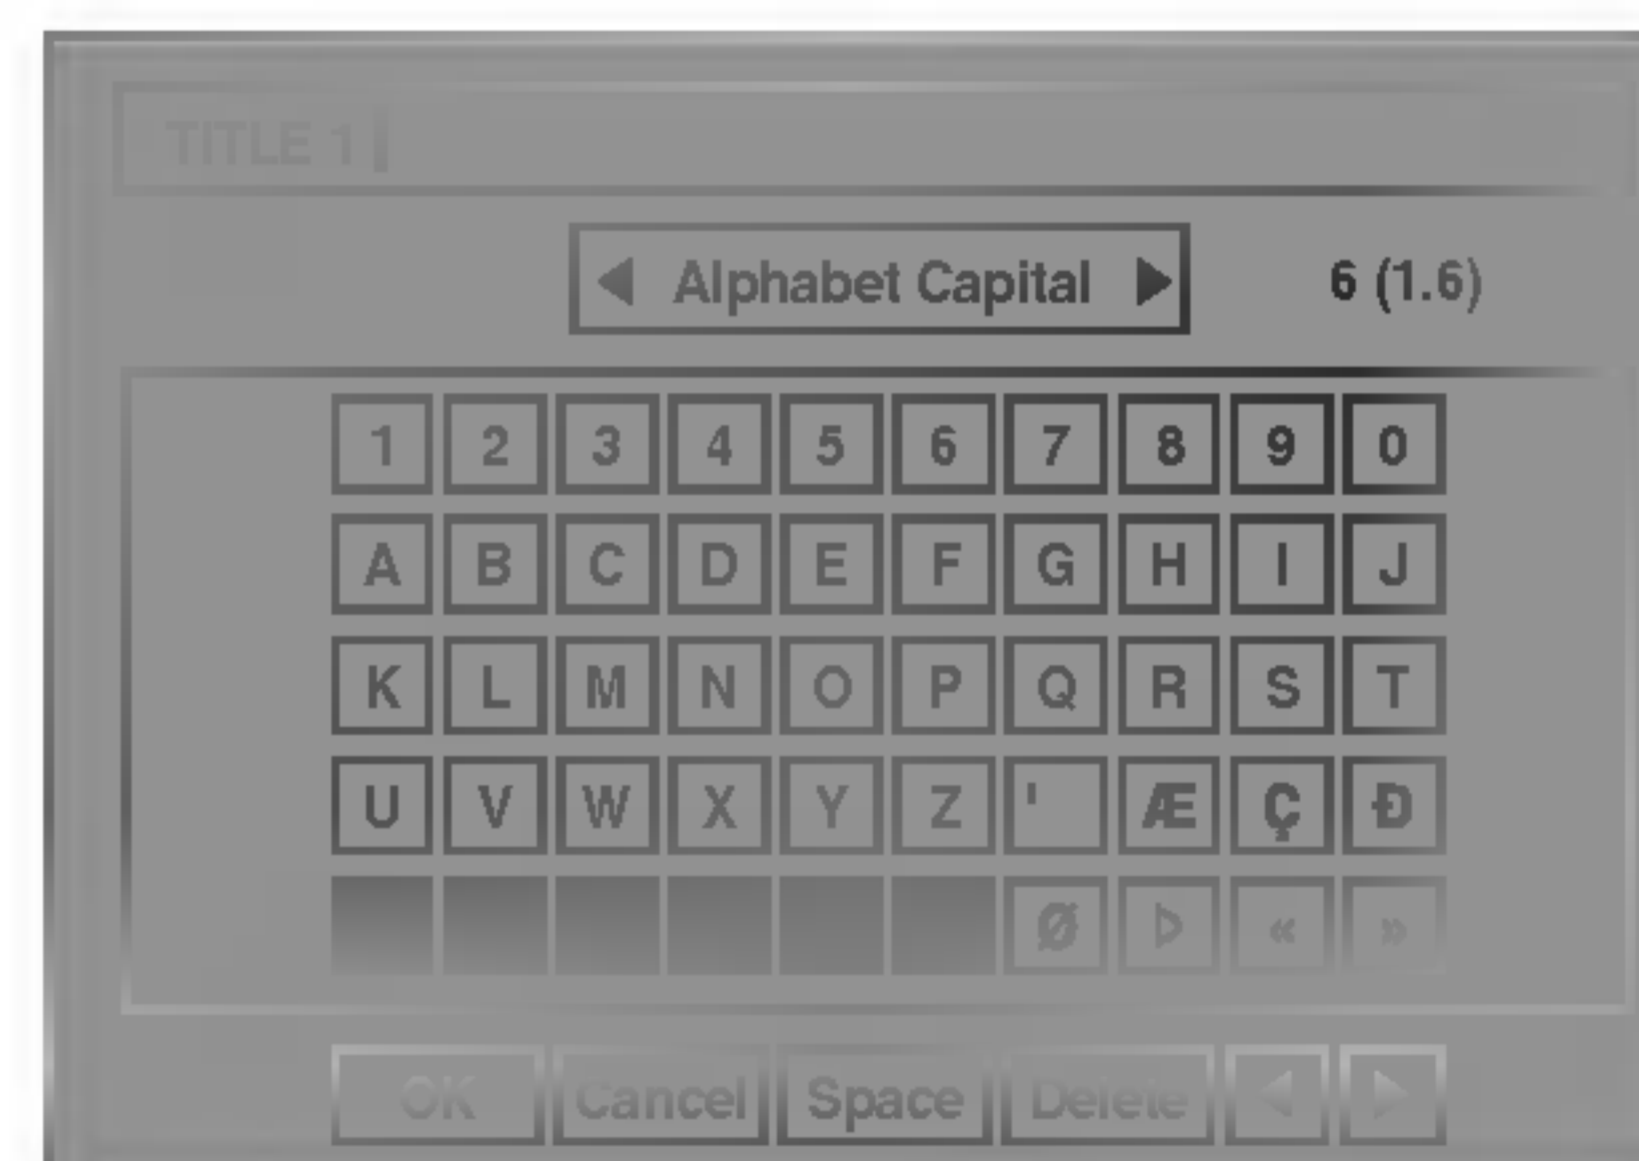 TITLE 1
Alphabet Capital 6 (1.6)
1 2 3 4 5 6 7 8 9 0
A B C D E F G H I J
K L M N O P Q R S T
U V W X Y Z ' Æ Ç Ð
Ø Þ « »
OK Cancel Space Delete